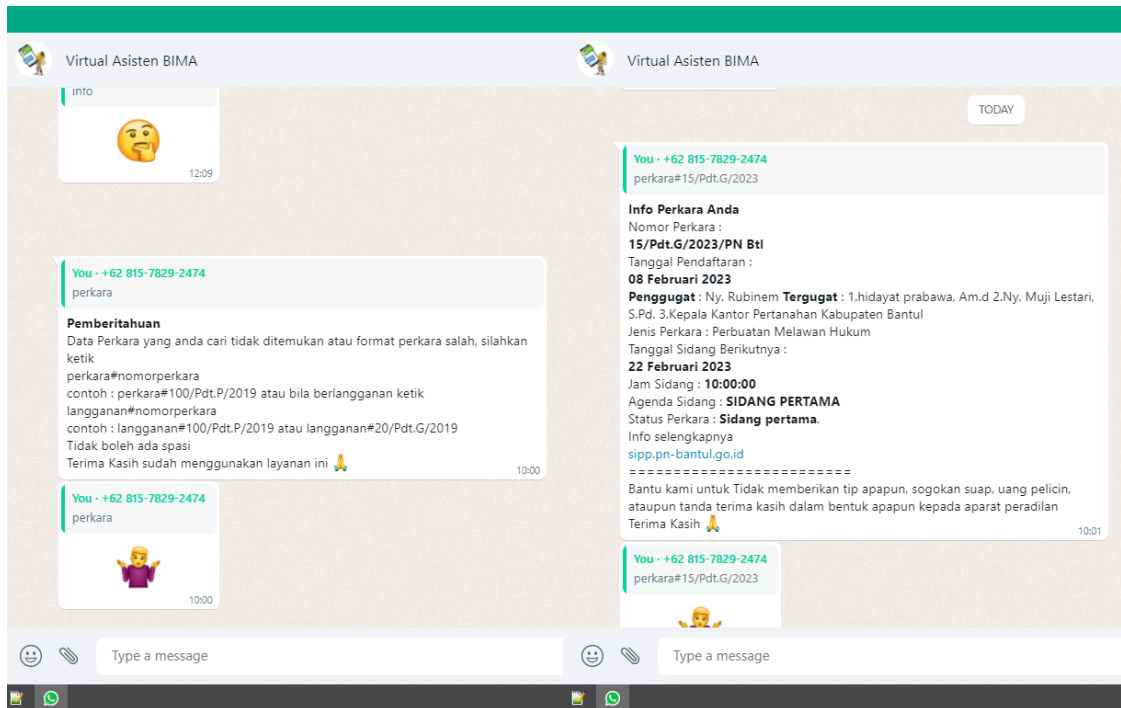 Virtual Asisten BIMA
info
12:09
You · +62 815-7829-2474
perkara
Pemberitahuan
Data Perkara yang anda cari tidak ditemukan atau format perkara salah, silahkan
ketik
perkara#nomorperkara
contoh : perkara#100/Pdt.P/2019 atau bila berlangganan ketik
langganan#nomorperkara
contoh : langganan#100/Pdt.P/2019 atau langganan#20/Pdt.G/2019
Tidak boleh ada spasi
Terima Kasih sudah menggunakan layanan ini 🙏
10:00
You · +62 815-7829-2474
perkara
10:00
Type a message
Virtual Asisten BIMA
TODAY
You · +62 815-7829-2474
perkara#15/Pdt.G/2023
Info Perkara Anda
Nomor Perkara :
15/Pdt.G/2023/PN Btl
Tanggal Pendaftaran :
08 Februari 2023
Penggugat : Ny. Rubinem Tergugat : 1.hidayat prabawa, Am.d 2.Ny. Muji Lestari,
S.Pd. 3.Kepala Kantor Pertanahan Kabupaten Bantul
Jenis Perkara : Perbuatan Melawan Hukum
Tanggal Sidang Berikutnya :
22 Februari 2023
Jam Sidang : 10:00:00
Agenda Sidang : SIDANG PERTAMA
Status Perkara : Sidang pertama.
Info selengkapnya
sipp.pn-bantul.go.id
=========================
Bantu kami untuk Tidak memberikan tip apapun, sogokan suap, uang pelicin,
ataupun tanda terima kasih dalam bentuk apapun kepada aparat peradilan
Terima Kasih 🙏
10:01
You · +62 815-7829-2474
perkara#15/Pdt.G/2023
Type a message